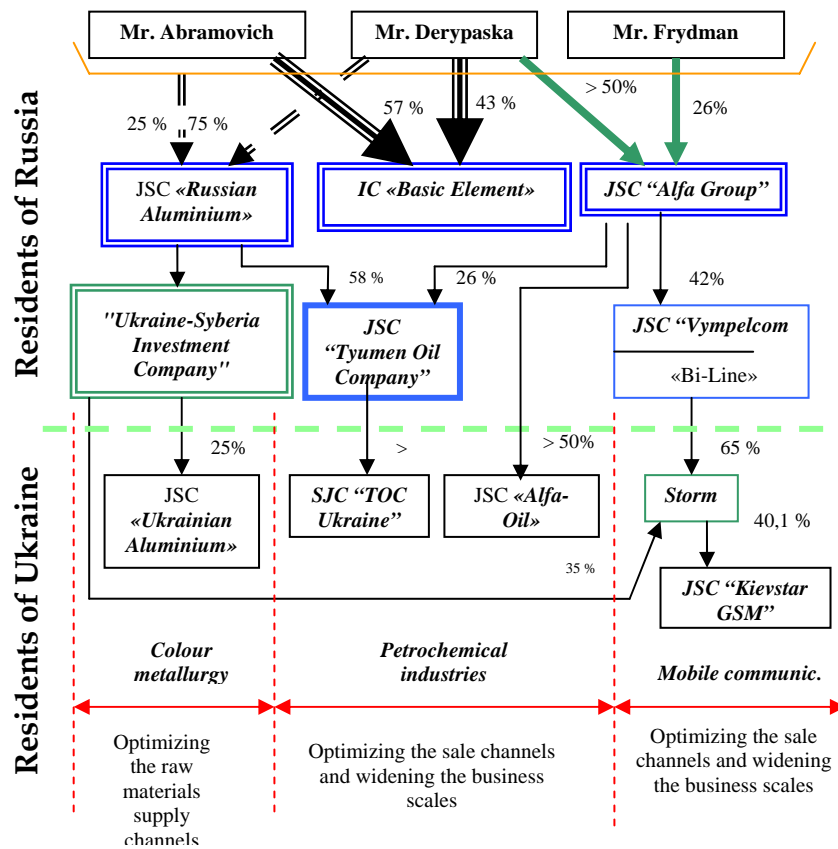 Mr. Abramovich
Mr. Derypaska
Mr. Frydman
Residents of Russia
25 %
75 %
57 %
43 %
> 50%
26%
JSC «Russian
Aluminium»
IC «Basic Element»
JSC “Alfa Group”
58 %
26 %
42%
"Ukraine-Syberia
Investment
Company"
JSC
“Tyumen Oil
Company”
JSC “Vympelcom
«Bi-Line»
Residents of Ukraine
25%
>
> 50%
65 %
JSC
«Ukrainian
Aluminium»
SJC “TOC
Ukraine”
JSC «Alfa-
Oil»
Storm
40,1 %
35 %
JSC “Kievstar
GSM”
Colour
metallurgy
Petrochemical
industries
Mobile communic.
Optimizing
the raw
materials
supply
channels
Optimizing the sale channels
and widening the business
scales
Optimizing the sale
channels and widening
the business scales